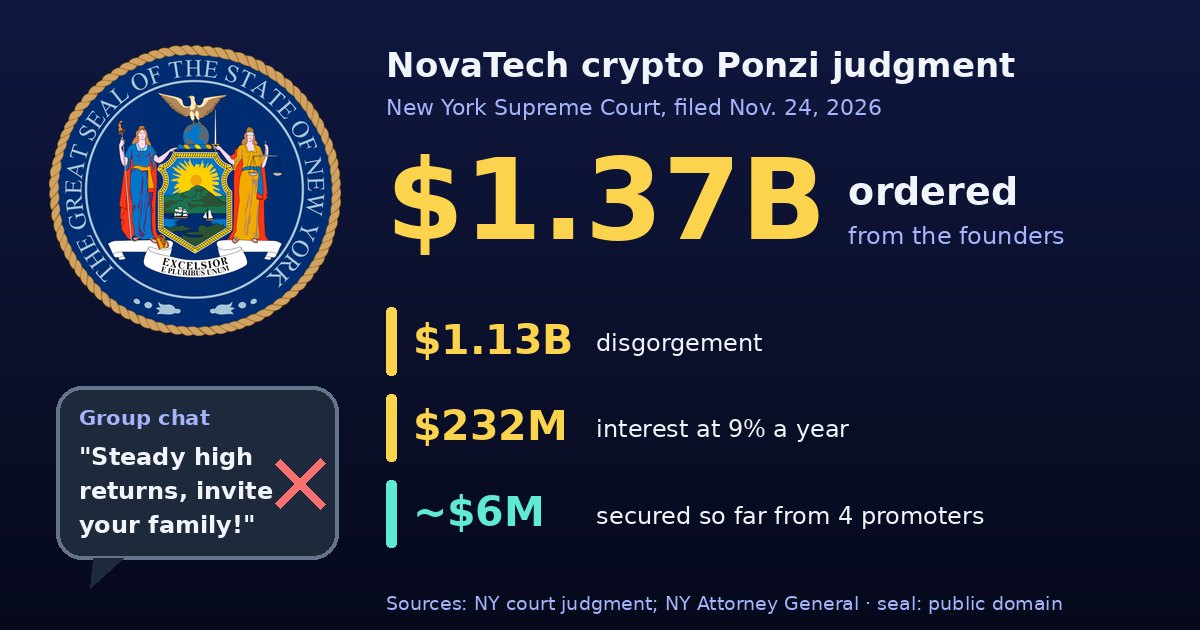 THE GREAT SEAL OF THE STATE OF NEW YORK
EXCELSIOR
E PLURIBUS UNUM
NovaTech crypto Ponzi judgment
New York Supreme Court, filed Nov. 24, 2026
$1.37B
ordered
from the founders
$1.13B disgorgement
$232M interest at 9% a year
~$6M secured so far from 4 promoters
Group chat
"Steady high
returns, invite
your family!"
Sources: NY court judgment; NY Attorney General · seal: public domain